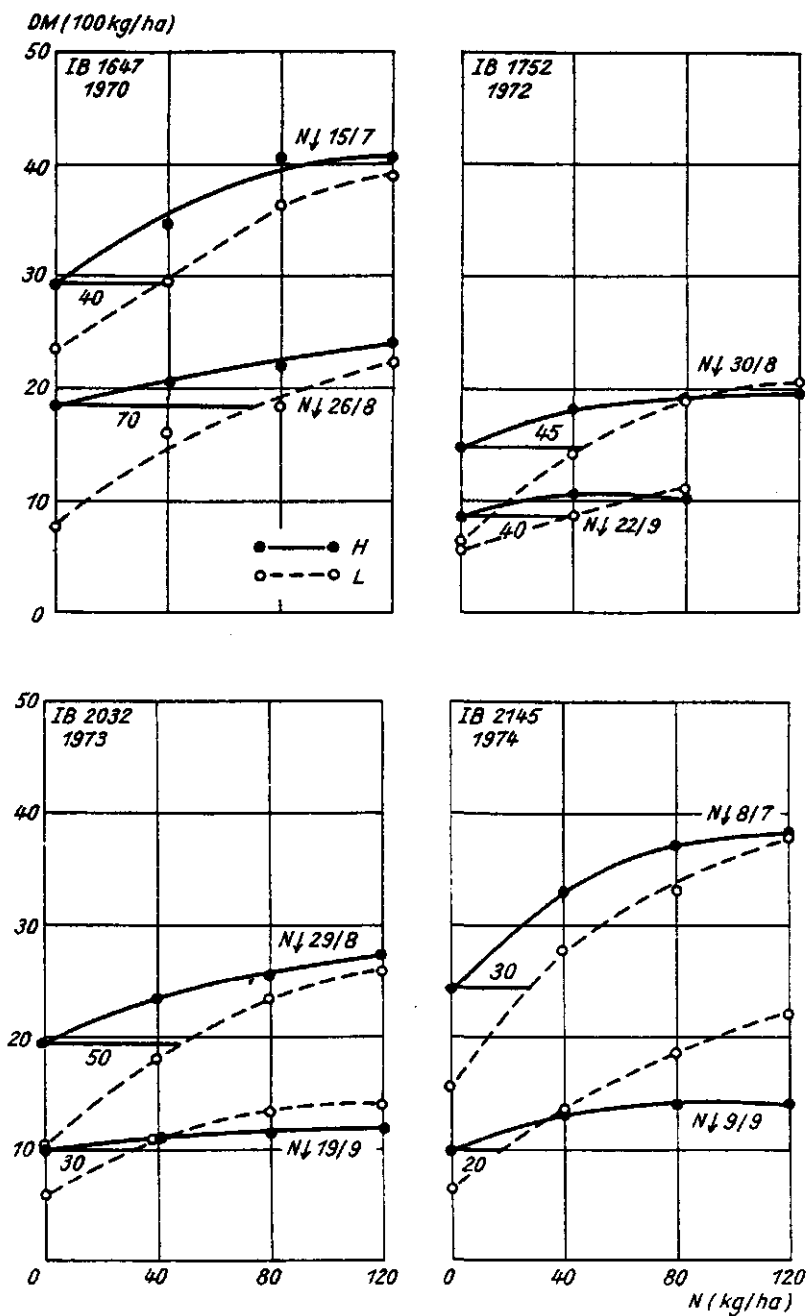 DM (100 kg/ha)
50
40
30
20
10
0
IB 1647
1970
N↓ 15/7
40
70
N↓ 26/8
H
L
IB 1752
1972
N↓ 30/8
45
40
N↓ 22/9
50
40
30
20
10
0
IB 2032
1973
N↓ 29/8
50
30
N↓ 19/9
0
40
80
120
IB 2145
1974
N↓ 8/7
30
20
N↓ 9/9
0
40
80
120
N (kg/ha)